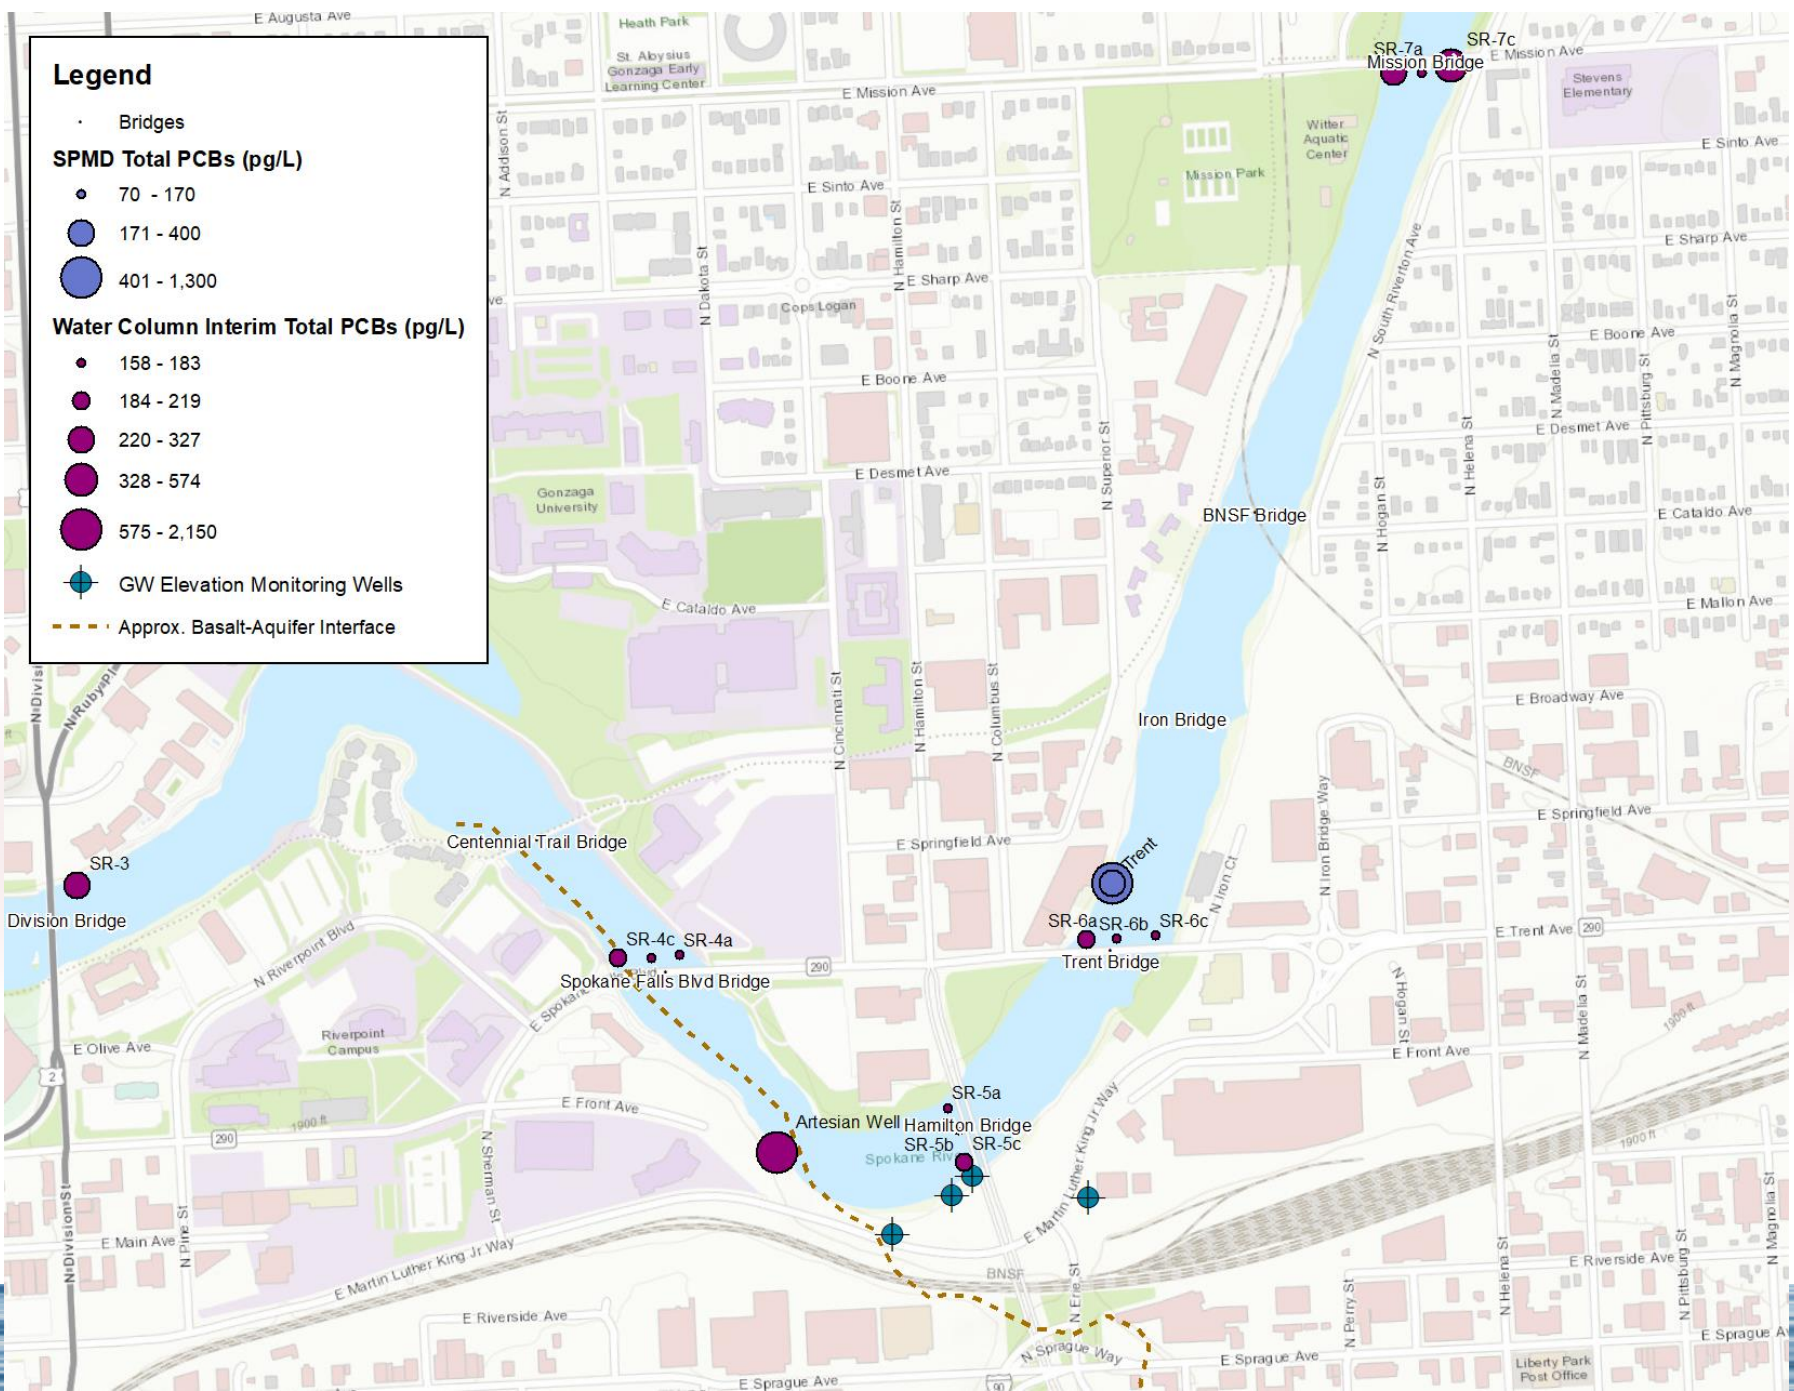 Legend
Bridges
SPMD Total PCBs (pg/L)
70 - 170
171 - 400
401 - 1,300
Water Column Interim Total PCBs (pg/L)
158 - 183
184 - 219
220 - 327
328 - 574
575 - 2,150
GW Elevation Monitoring Wells
Approx. Basalt-Aquifer Interface
E Augusta Ave
Heath Park
St. Aloysius
Gonzaga Early
Learning Center
E Mission Ave
SR-7a
SR-7c
Mission Bridge
E Mission Ave
Stevens
Elementary
N Addison St
Witter
Aquatic
Center
E Sinto Ave
Mission Park
E Sinto Ave
N Hamilton St
N Dakota St
E Sharp Ave
E Sharp Ave
Cops Logan
N South Riverton Ave
E Boone Ave
N Magnolia St
N Madelia St
N Pittsburg St
E Boone Ave
E Desmet Ave
N Superior St
N Helena St
E Desmet Ave
Gonzaga
University
N Hogan St
BNSF Bridge
E Cataldo Ave
E Cataldo Ave
E Mallon Ave
N Ruby Pl
N Divisi
N Cincinnati St
N Hamilton St
N Columbus St
E Broadway Ave
Iron Bridge
BNSF
N Iron Bridge Way
E Springfield Ave
Centennial Trail Bridge
E Springfield Ave
SR-3
Trent
N Iron Ct
Division Bridge
SR-6a
SR-6b
SR-6c
E Trent Ave
290
N Riverpoint Blvd
SR-4c
SR-4a
290
Trent Bridge
Spokane Falls Blvd Bridge
E Spokane
N Hogan St
N Madelia St
1900 ft
Riverpoint
Campus
E Olive Ave
E Front Ave
2
SR-5a
E Front Ave
1900 ft
290
Artesian Well
Hamilton Bridge
SR-5b
SR-5c
Spokane Riv
1900 ft
N Sherman St
E Martin Luther King Jr Way
N Division St
N Pine St
N Magnolia St
E Main Ave
E Martin Luther King Jr Way
BNSF
N Erie St
N Helena St
E Riverside Ave
N Pittsburg St
N Perry St
E Riverside Ave
E Sprague A
N Sprague Way
E Sprague Ave
Liberty Park
Post Office
E Sprague Ave
90